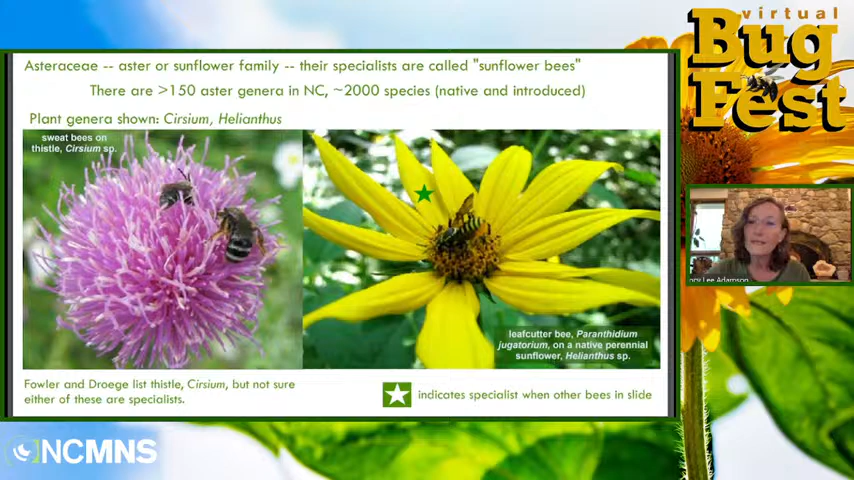 virtual
Bug
Fest
Asteraceae -- aster or sunflower family -- their specialists are called "sunflower bees"
There are >150 aster genera in NC, ~2000 species (native and introduced)
Plant genera shown: Cirsium, Helianthus
sweat bees on
thistle, Cirsium sp.
leafcutter bee, Paranthidium
jugatorium, on a native perennial
sunflower, Helianthus sp.
Fowler and Droege list thistle, Cirsium, but not sure
either of these are specialists.
indicates specialist when other bees in slide
Lee Adamson
NCMNS